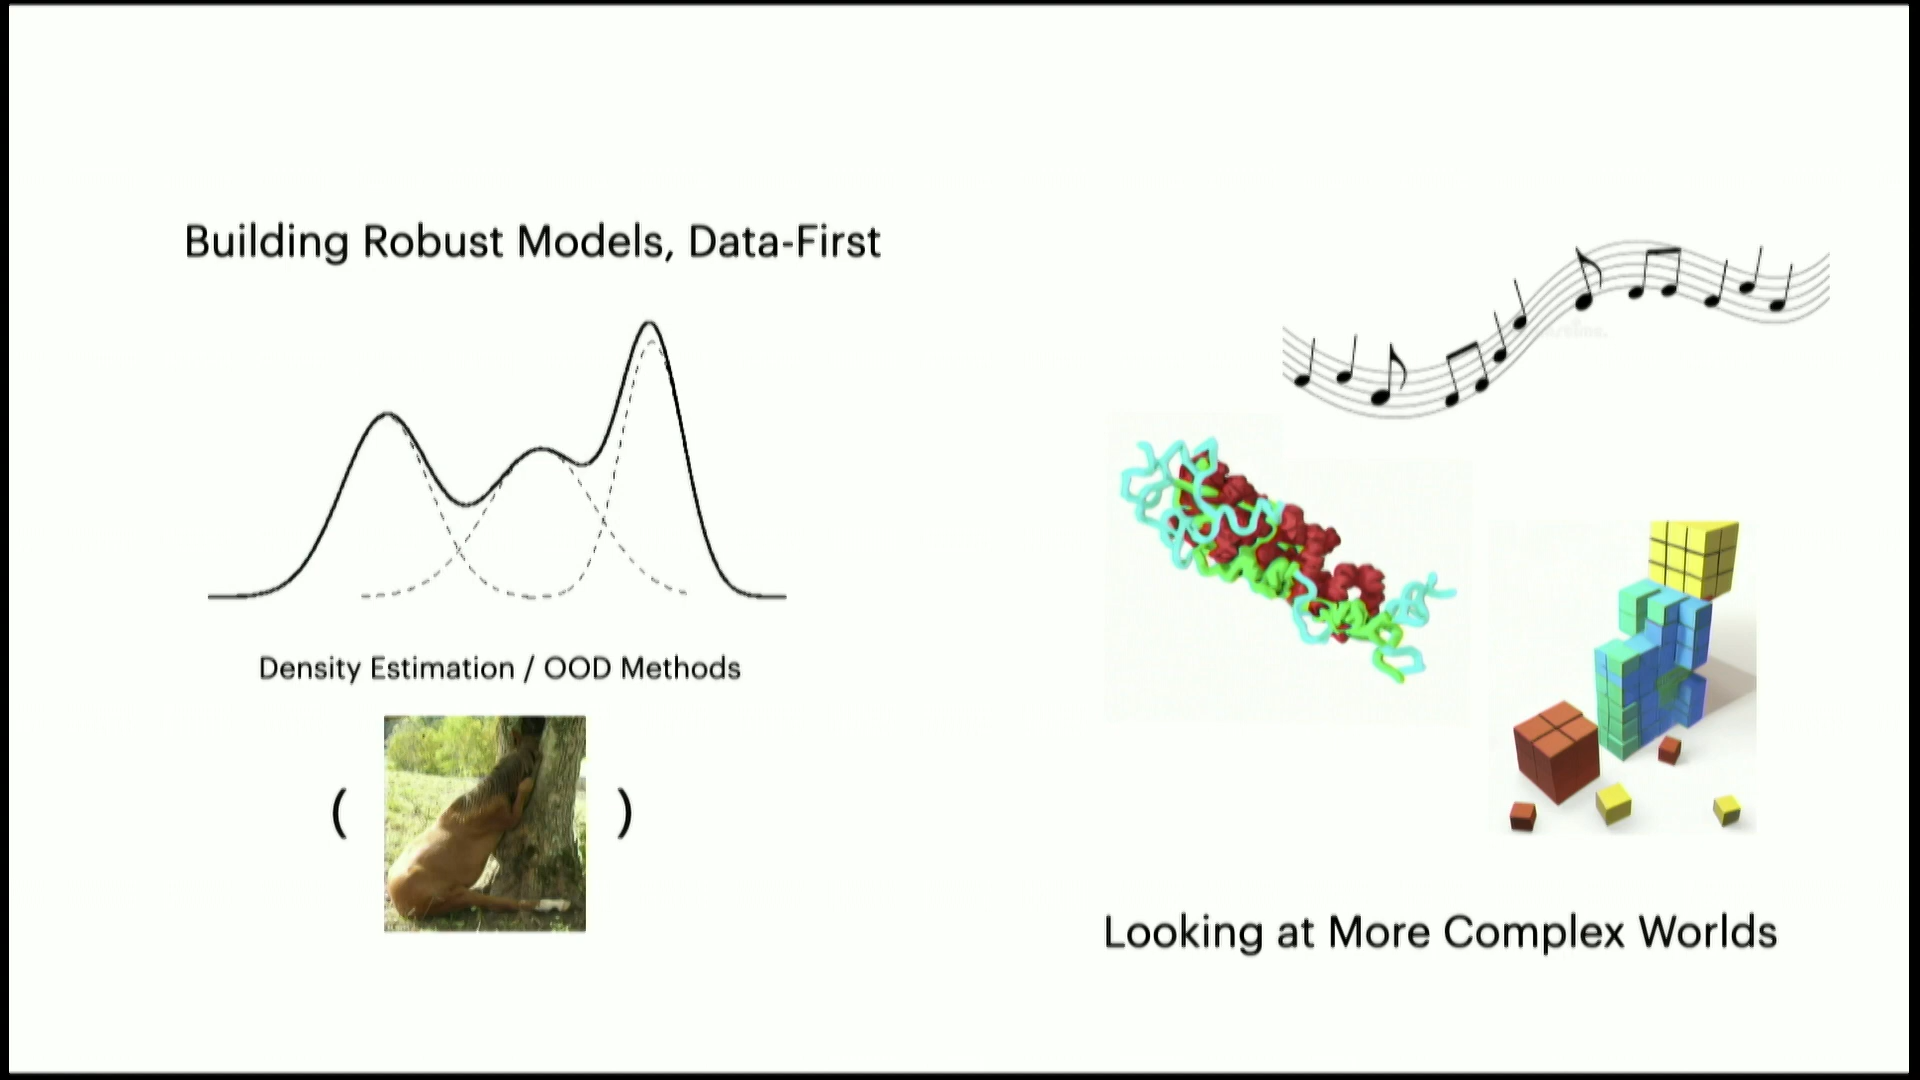 Building Robust Models, Data-First
Density Estimation / OOD Methods
( )
Looking at More Complex Worlds